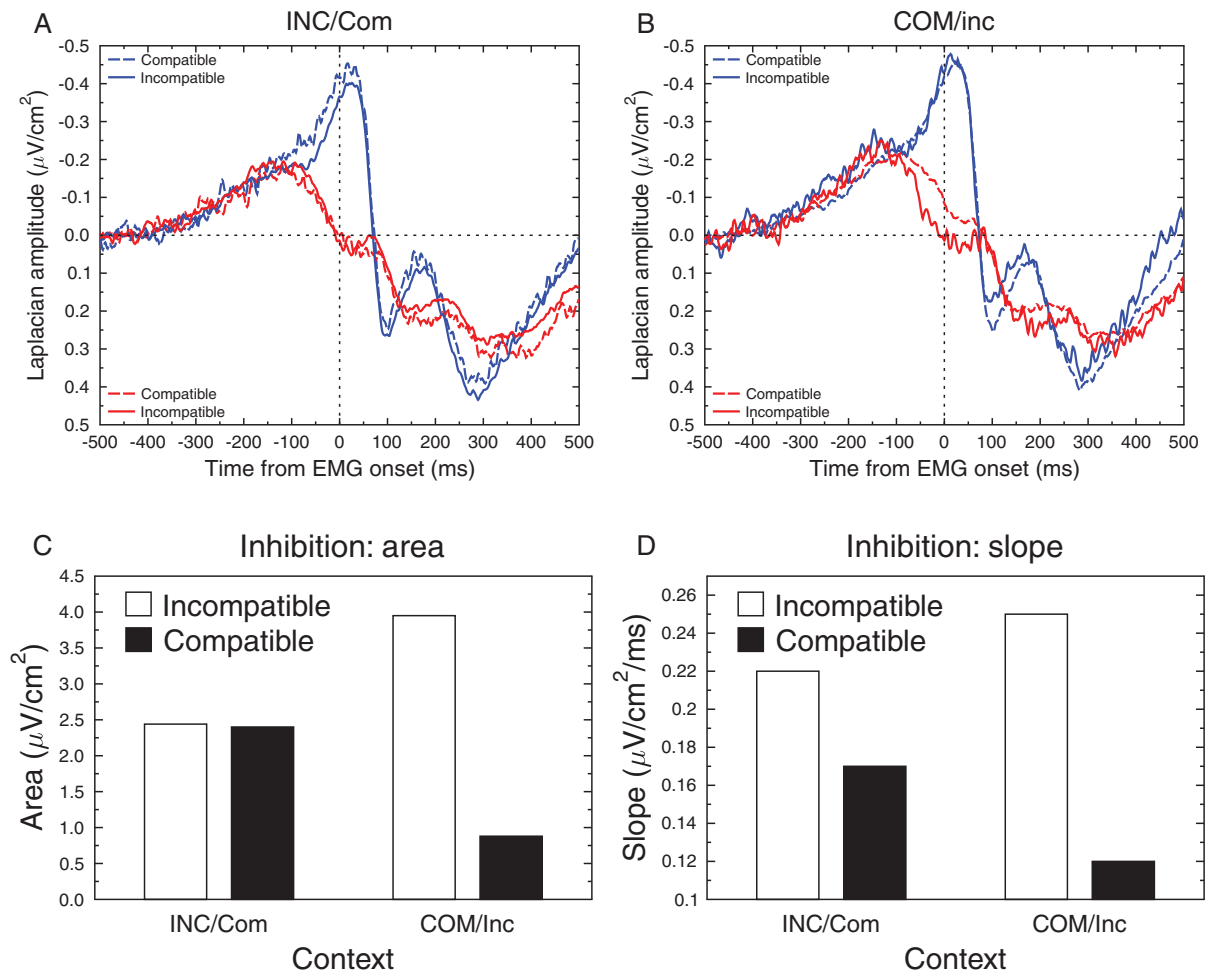 A
INC/Com
-0.5
-0.4
-0.3
-0.2
-0.1
0.0
0.1
0.2
0.3
0.4
0.5
Laplacian amplitude (μV/cm²)
Compatible
Incompatible
Compatible
Incompatible
-500 -400 -300 -200 -100 0 100 200 300 400 500
Time from EMG onset (ms)
B
COM/inc
-0.5
-0.4
-0.3
-0.2
-0.1
0.0
0.1
0.2
0.3
0.4
0.5
Laplacian amplitude (μV/cm²)
Compatible
Incompatible
Compatible
Incompatible
-500 -400 -300 -200 -100 0 100 200 300 400 500
Time from EMG onset (ms)
C
Inhibition: area
4.5
4.0
3.5
3.0
2.5
2.0
1.5
1.0
0.5
0.0
Area (μV/cm²)
Incompatible
Compatible
INC/Com COM/Inc
Context
D
Inhibition: slope
0.26
0.24
0.22
0.2
0.18
0.16
0.14
0.12
0.1
Slope (μV/cm²/ms)
Incompatible
Compatible
INC/Com COM/Inc
Context